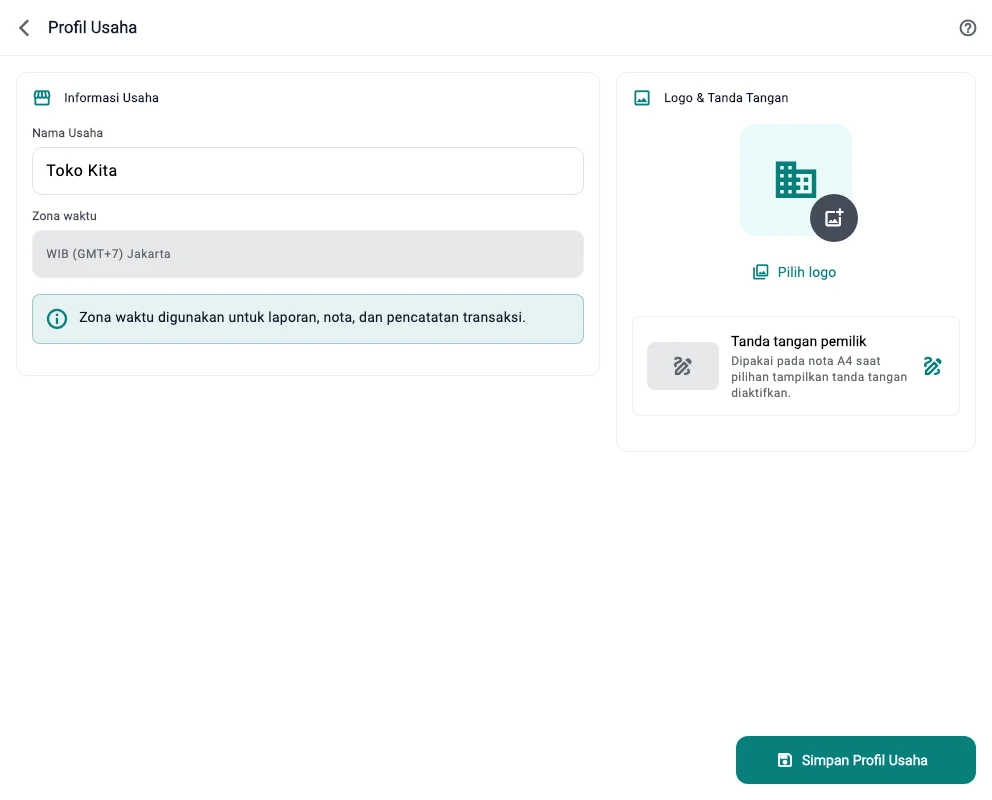 Profil Usaha
Informasi Usaha
Nama Usaha
Toko Kita
Zona waktu
WIB (GMT+7) Jakarta
Zona waktu digunakan untuk laporan, nota, dan pencatatan transaksi.
Logo & Tanda Tangan
Pilih logo
Tanda tangan pemilik
Dipakai pada nota A4 saat
pilihan tampilkan tanda tangan
diaktifkan.
Simpan Profil Usaha